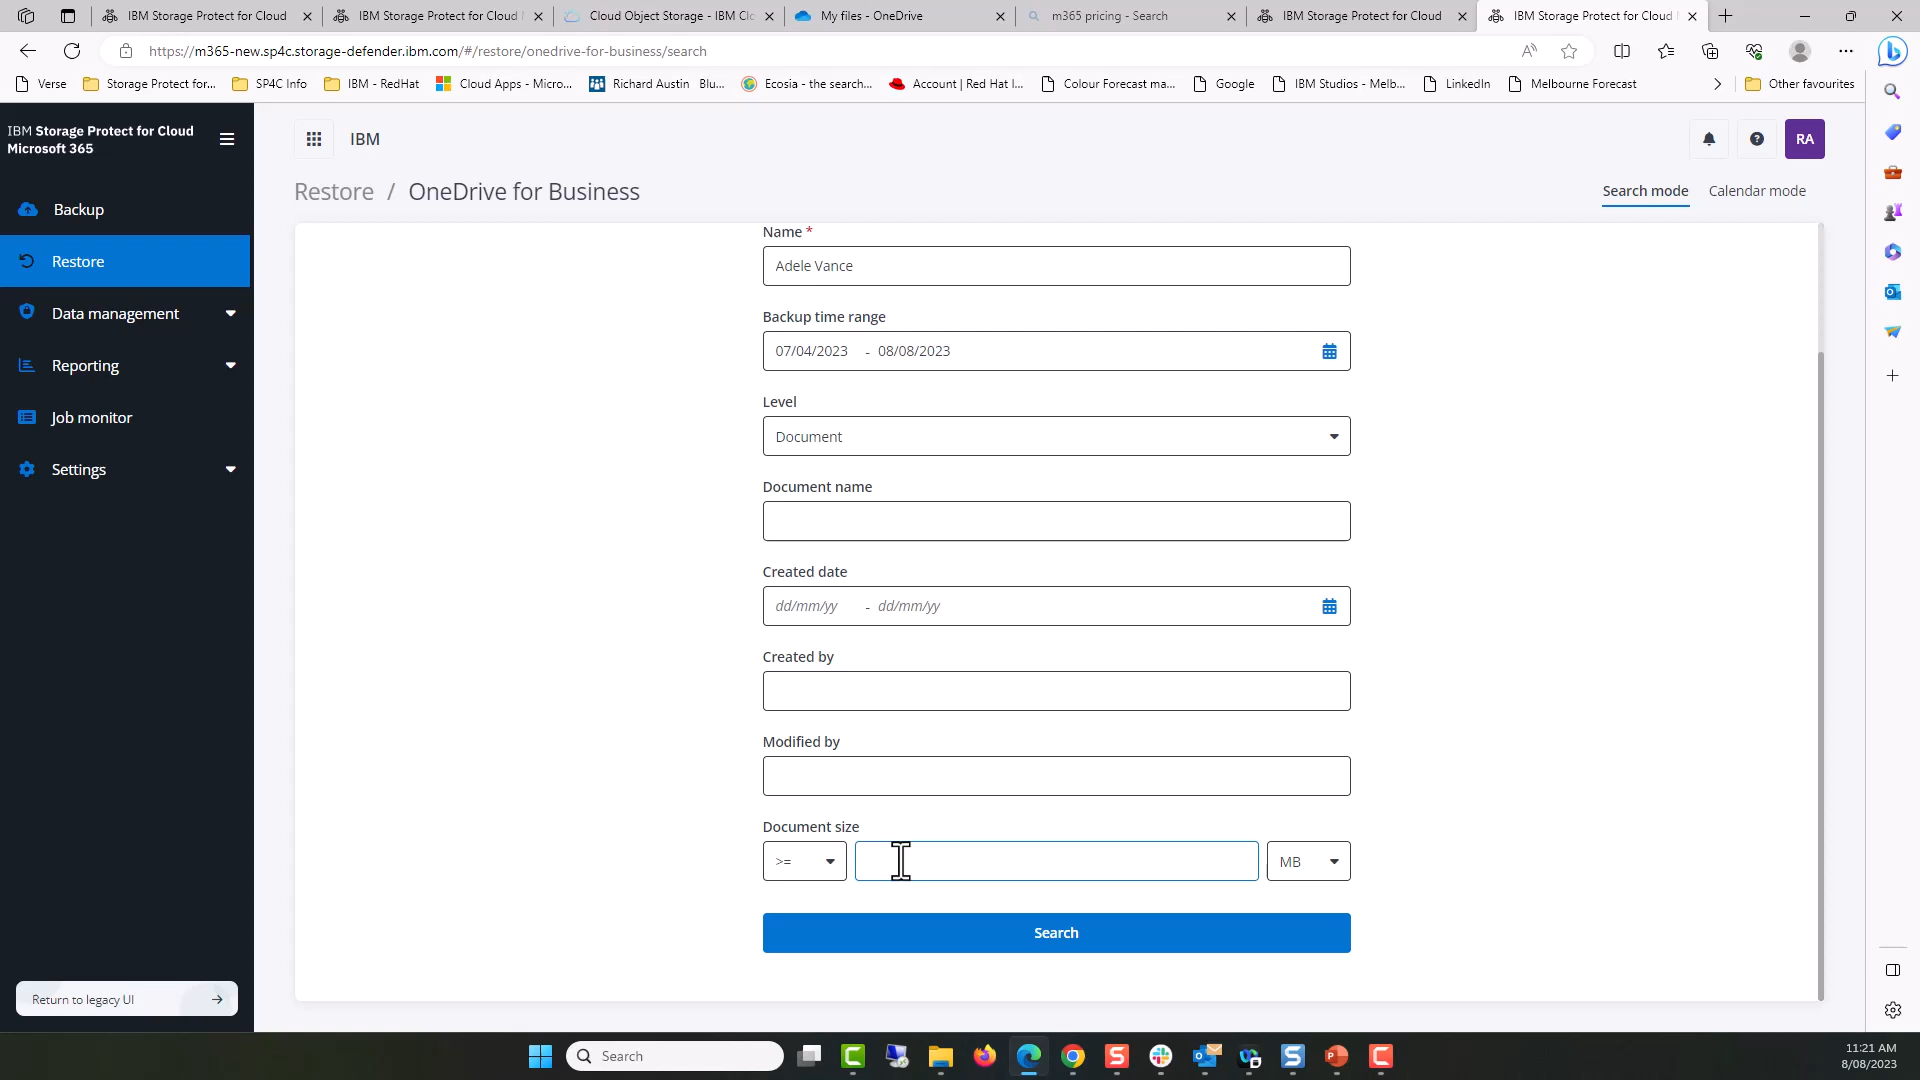 IBM Storage Protect for Cloud
IBM Storage Protect for Cloud
Cloud Object Storage - IBM Clo
My files - OneDrive
m365 pricing - Search
IBM Storage Protect for Cloud
IBM Storage Protect for Cloud
https://m365-new.sp4c.storage-defender.ibm.com/#/restore/onedrive-for-business/search
Verse
Storage Protect for...
SP4C Info
IBM - RedHat
Cloud Apps - Micro...
Richard Austin Blu...
Ecosia - the search...
Account | Red Hat I...
Colour Forecast ma...
Google
IBM Studios - Melb...
LinkedIn
Melbourne Forecast
Other favourites
IBM Storage Protect for Cloud
Microsoft 365
IBM
RA
Restore / OneDrive for Business
Search mode
Calendar mode
Backup
Restore
Data management
Reporting
Job monitor
Settings
Return to legacy UI
Name *
Adele Vance
Backup time range
07/04/2023 - 08/08/2023
Level
Document
Document name
Created date
dd/mm/yy - dd/mm/yy
Created by
Modified by
Document size
>=
MB
Search
Search
11:21 AM
8/08/2023